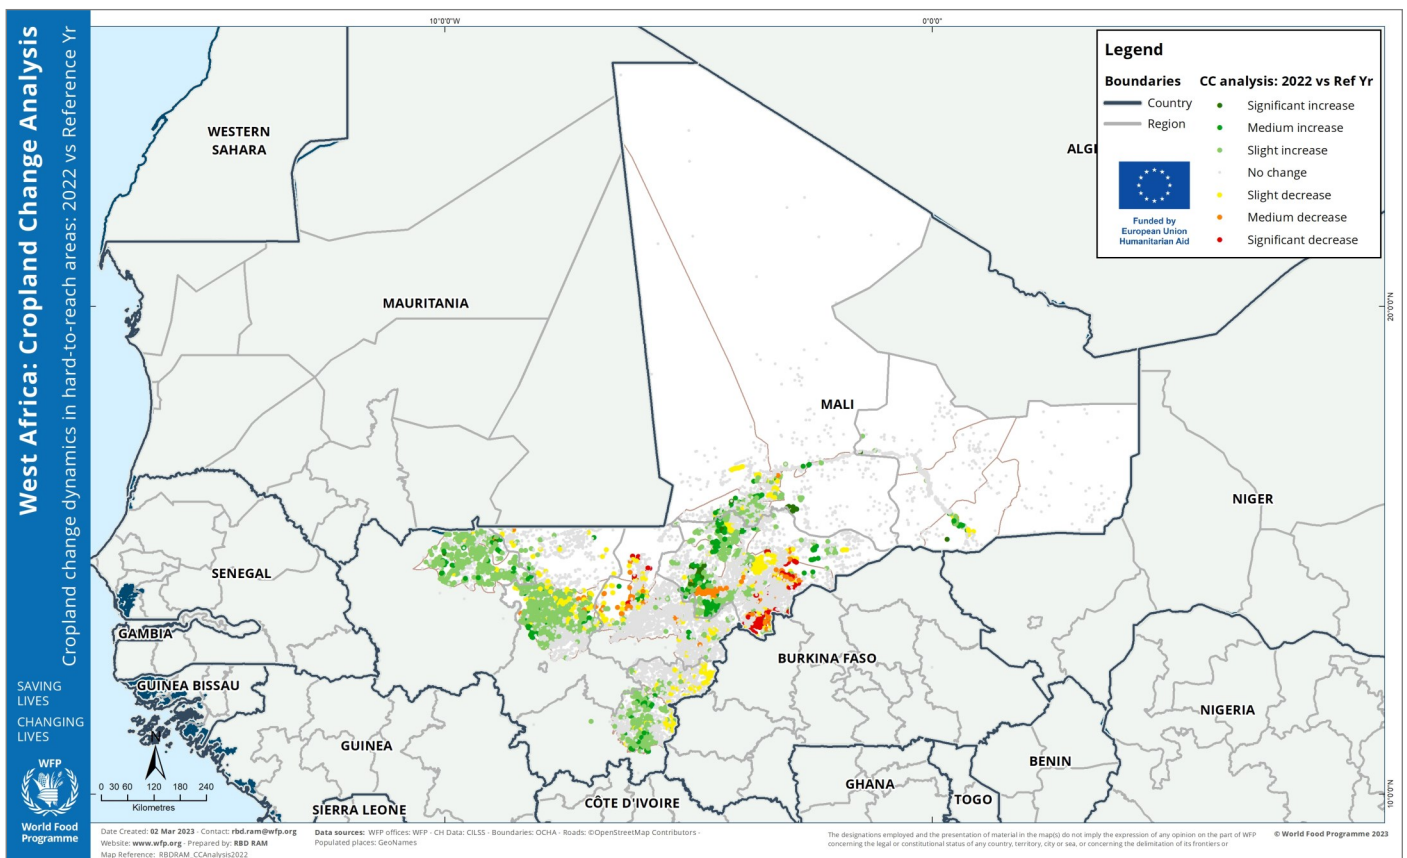 West Africa: Cropland Change Analysis
Cropland change dynamics in hard-to-reach areas: 2022 vs Reference Yr
SAVING
LIVES
CHANGING
LIVES
WFP
World Food
Programme
10°0'0"W
0°0'0"
20°0'0"N
10°0'0"N
WESTERN
SAHARA
MAURITANIA
ALGE
MALI
NIGER
SENEGAL
GAMBIA
GUINEA BISSAU
GUINEA
SIERRA LEONE
CÔTE D'IVOIRE
BURKINA FASO
GHANA
TOGO
BENIN
NIGERIA
N
0 30 60 120 180 240
Kilometres
Legend
Boundaries
Country
Region
Funded by
European Union
Humanitarian Aid
CC analysis: 2022 vs Ref Yr
Significant increase
Medium increase
Slight increase
No change
Slight decrease
Medium decrease
Significant decrease
Date Created: 02 Mar 2023 - Contact: rbd.ram@wfp.org
Website: www.wfp.org - Prepared by: RBD RAM
Map Reference: RBDRAM_CCAnalysis2022
Data sources: WFP offices: WFP - CH Data: CILSS - Boundaries: OCHA - Roads: ©OpenStreetMap Contributors -
Populated places: GeoNames
The designations employed and the presentation of material in the map(s) do not imply the expression of any opinion on the part of WFP
concerning the legal or constitutional status of any country, territory, city or sea, or concerning the delimitation of its frontiers or
© World Food Programme 2023